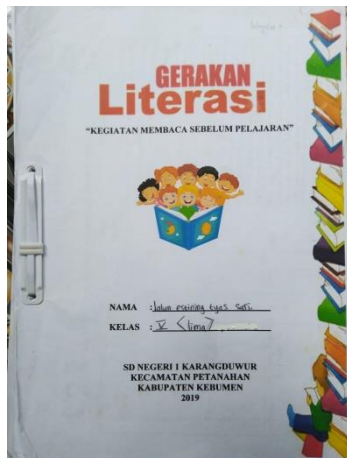 GERAKAN
Literasi
"KEGIATAN MEMBACA SEBELUM PELAJARAN"
NAMA : esining tyas Sari
KELAS : V (lima)
SD NEGERI 1 KARANGDUWUR
KECAMATAN PETANAHAN
KABUPATEN KEBUMEN
2019